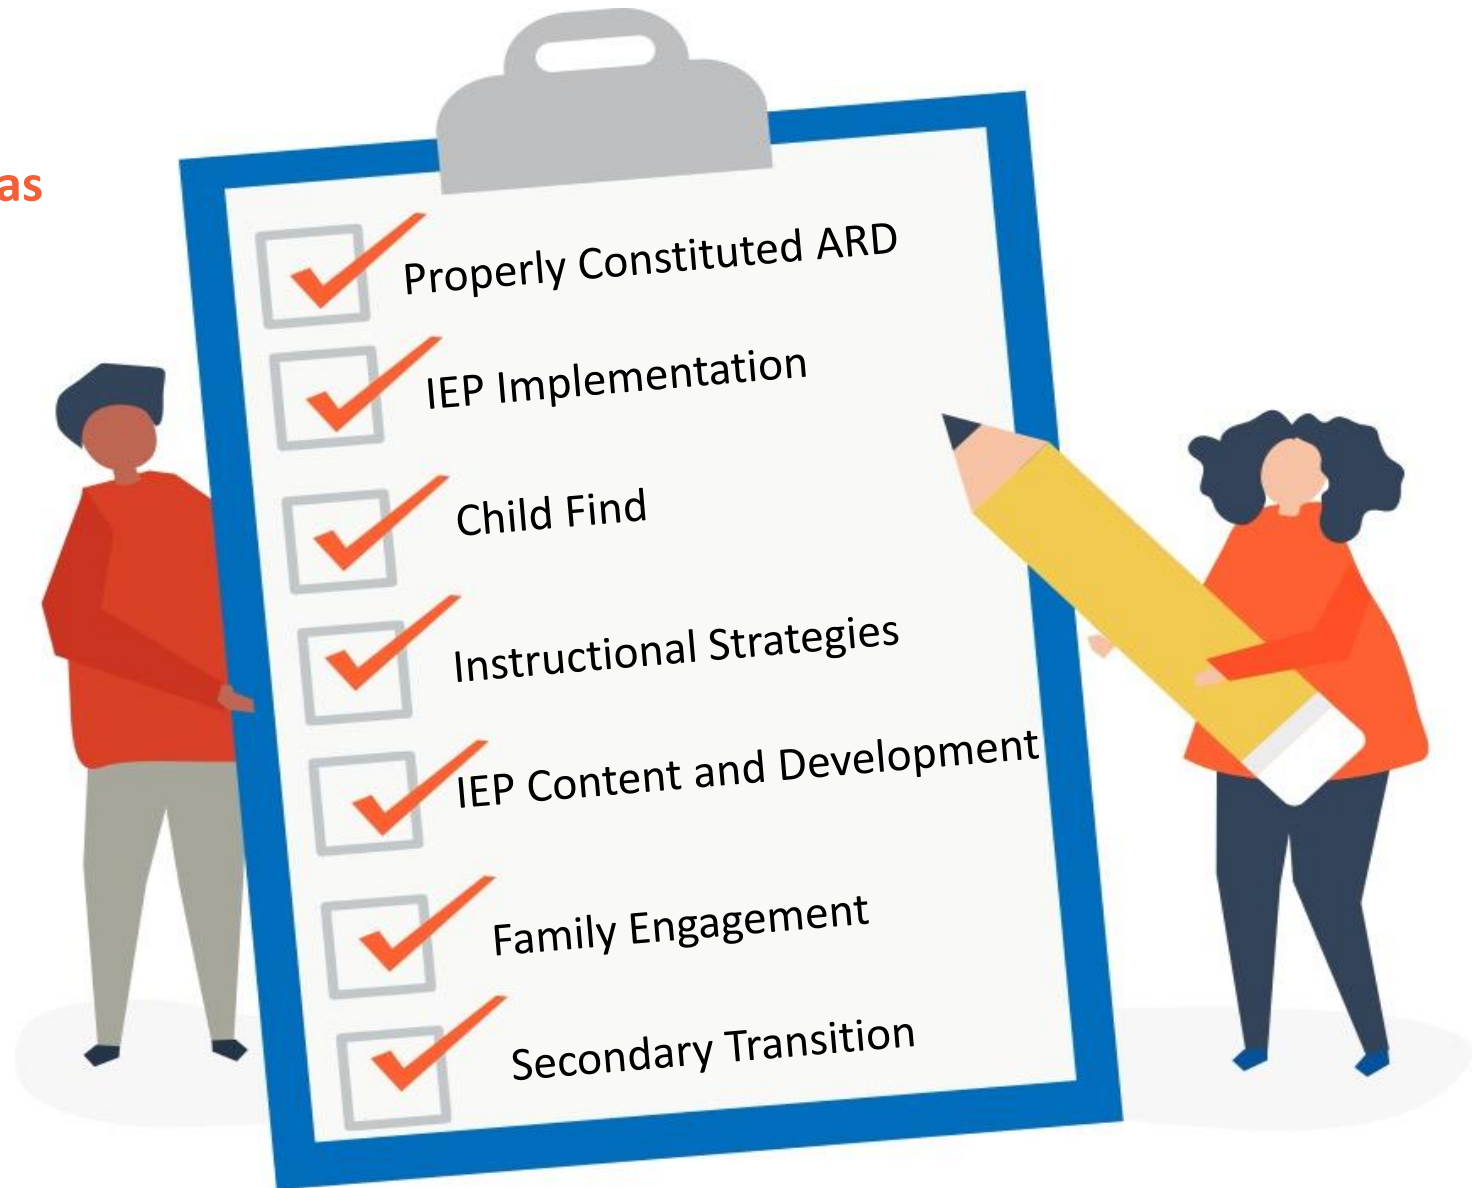 as
Properly Constituted ARD
IEP Implementation
Child Find
Instructional Strategies
IEP Content and Development
Family Engagement
Secondary Transition